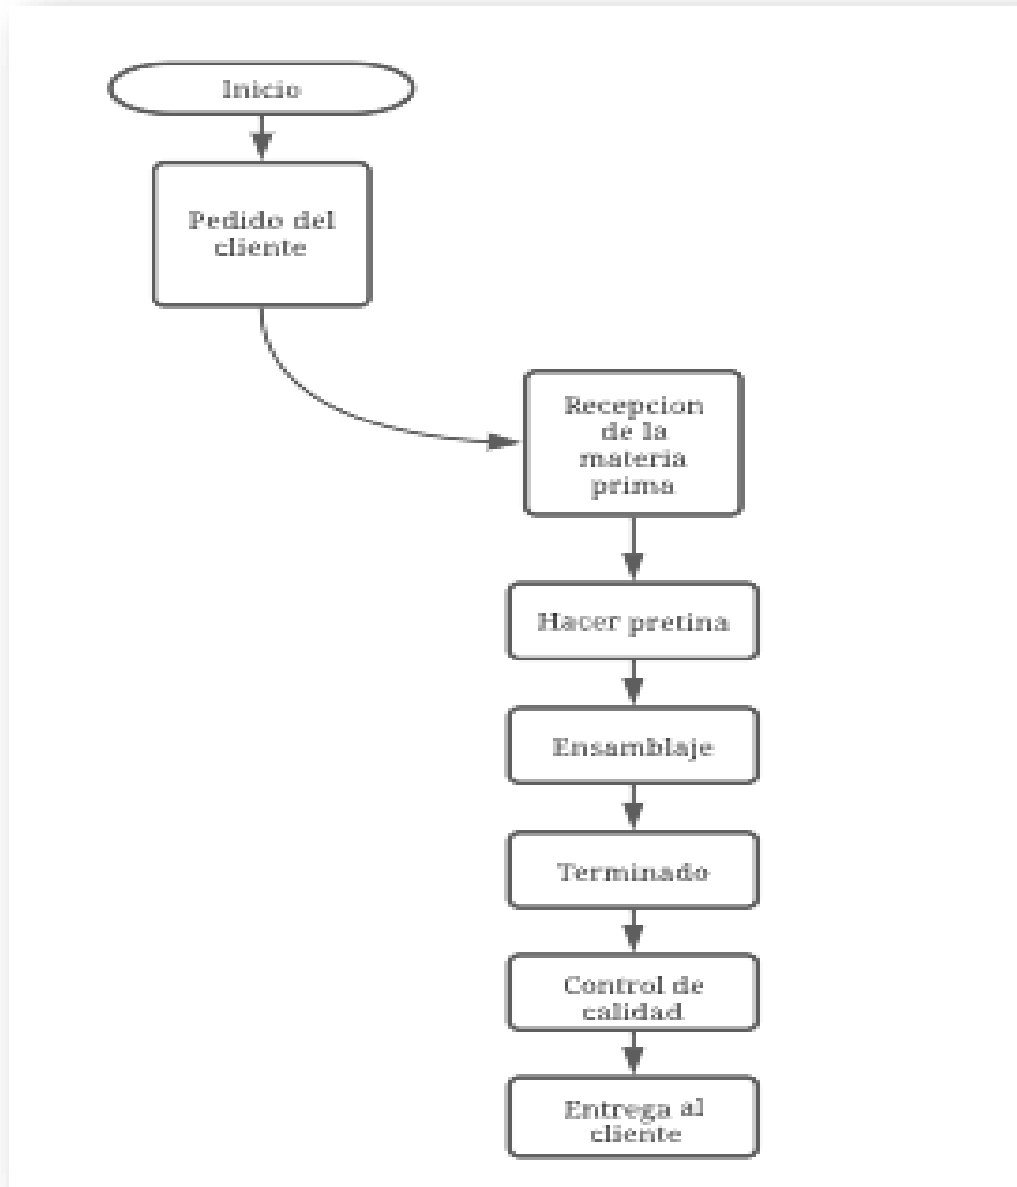 Inicio
Pedido del
cliente
Recepcion
de la
materia
prima
Hacer pretina
Ensamblaje
Terminado
Control de
calidad
Entrega al
cliente